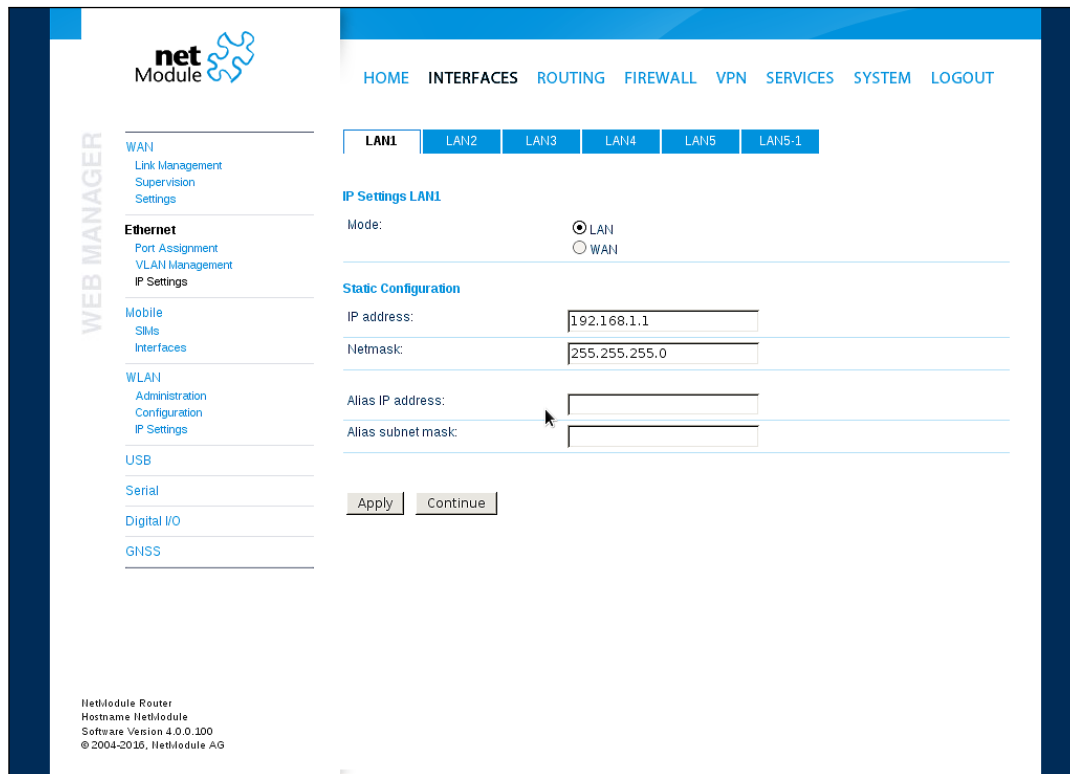 net
Module
HOME INTERFACES ROUTING FIREWALL VPN SERVICES SYSTEM LOGOUT
WEB MANAGER
WAN
Link Management
Supervision
Settings
Ethernet
Port Assignment
VLAN Management
IP Settings
Mobile
SIMs
Interfaces
WLAN
Administration
Configuration
IP Settings
USB
Serial
Digital I/O
GNSS
LAN1 LAN2 LAN3 LAN4 LAN5 LAN5-1
IP Settings LAN1
Mode:
LAN
WAN
Static Configuration
IP address: 192.168.1.1
Netmask: 255.255.255.0
Alias IP address:
Alias subnet mask:
Apply Continue
NetModule Router
Hostname NetModule
Software Version 4.0.0.100
© 2004-2016, NetModule AG